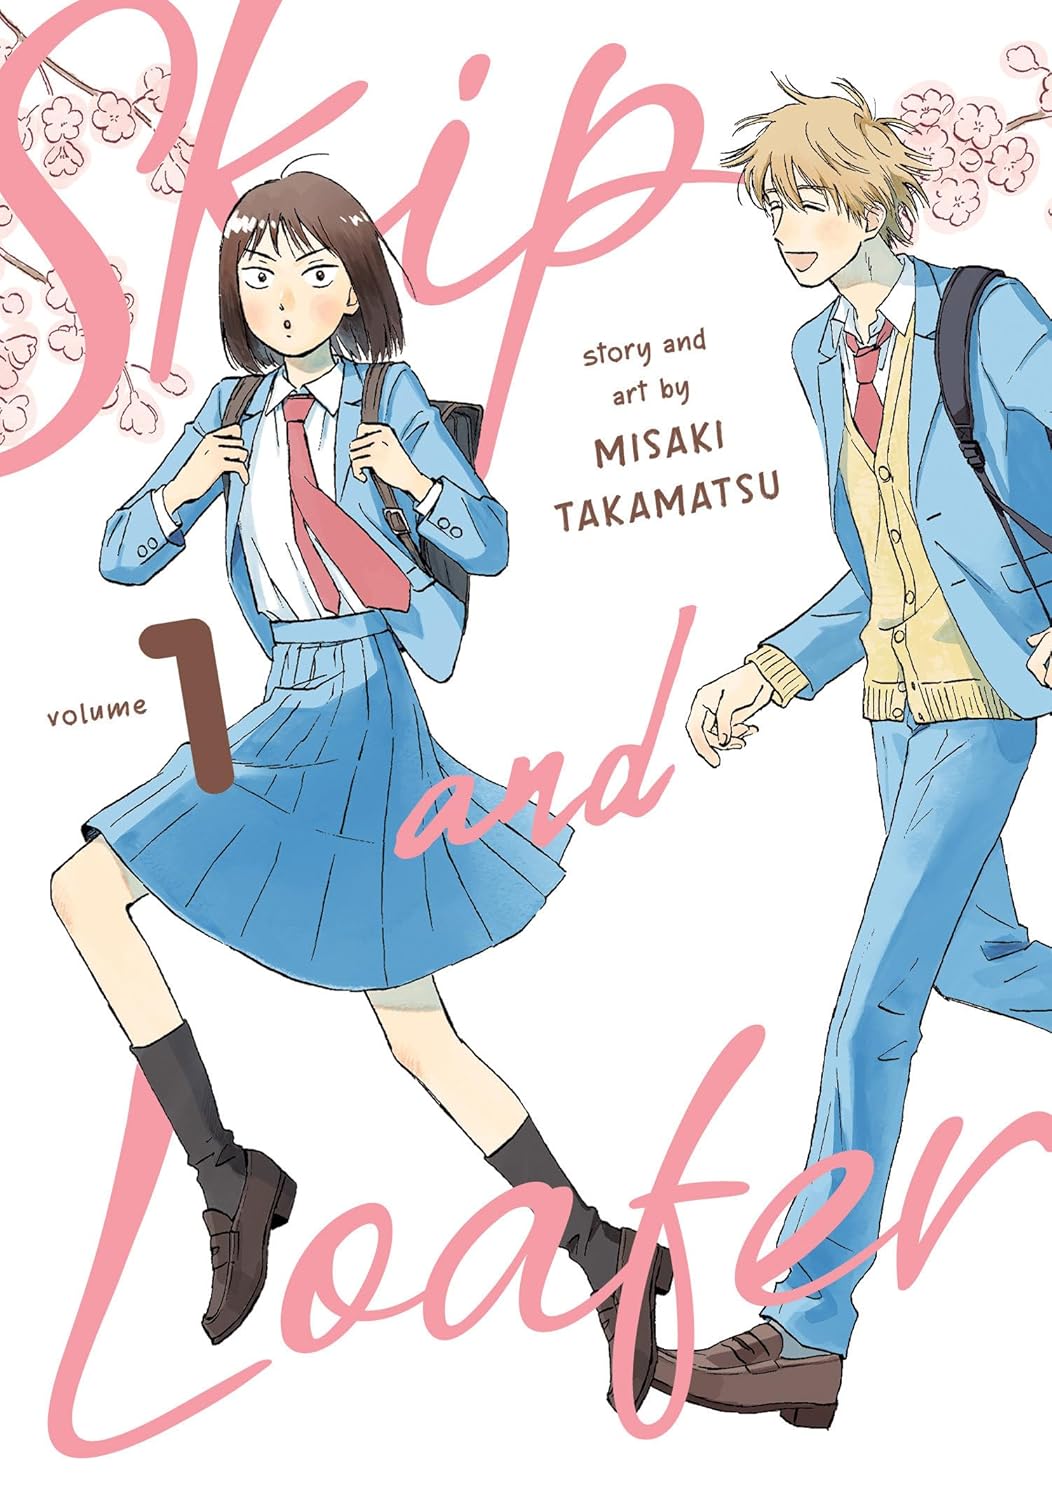 Skip
story and
art by
MISAKI
TAKAMATSU
volume
1
and
Loafer